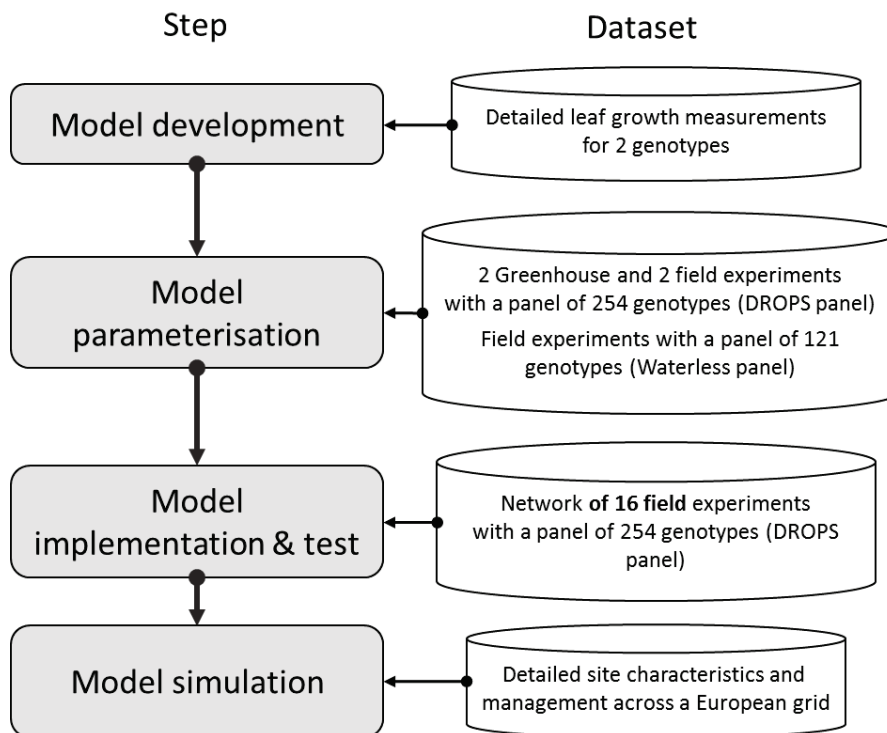 Step
Dataset
Model development
Detailed leaf growth measurements
for 2 genotypes
Model
parameterisation
2 Greenhouse and 2 field experiments
with a panel of 254 genotypes (DROPS panel)
Field experiments with a panel of 121
genotypes (Waterless panel)
Model
implementation & test
Network of 16 field experiments
with a panel of 254 genotypes (DROPS
panel)
Model simulation
Detailed site characteristics and
management across a European grid